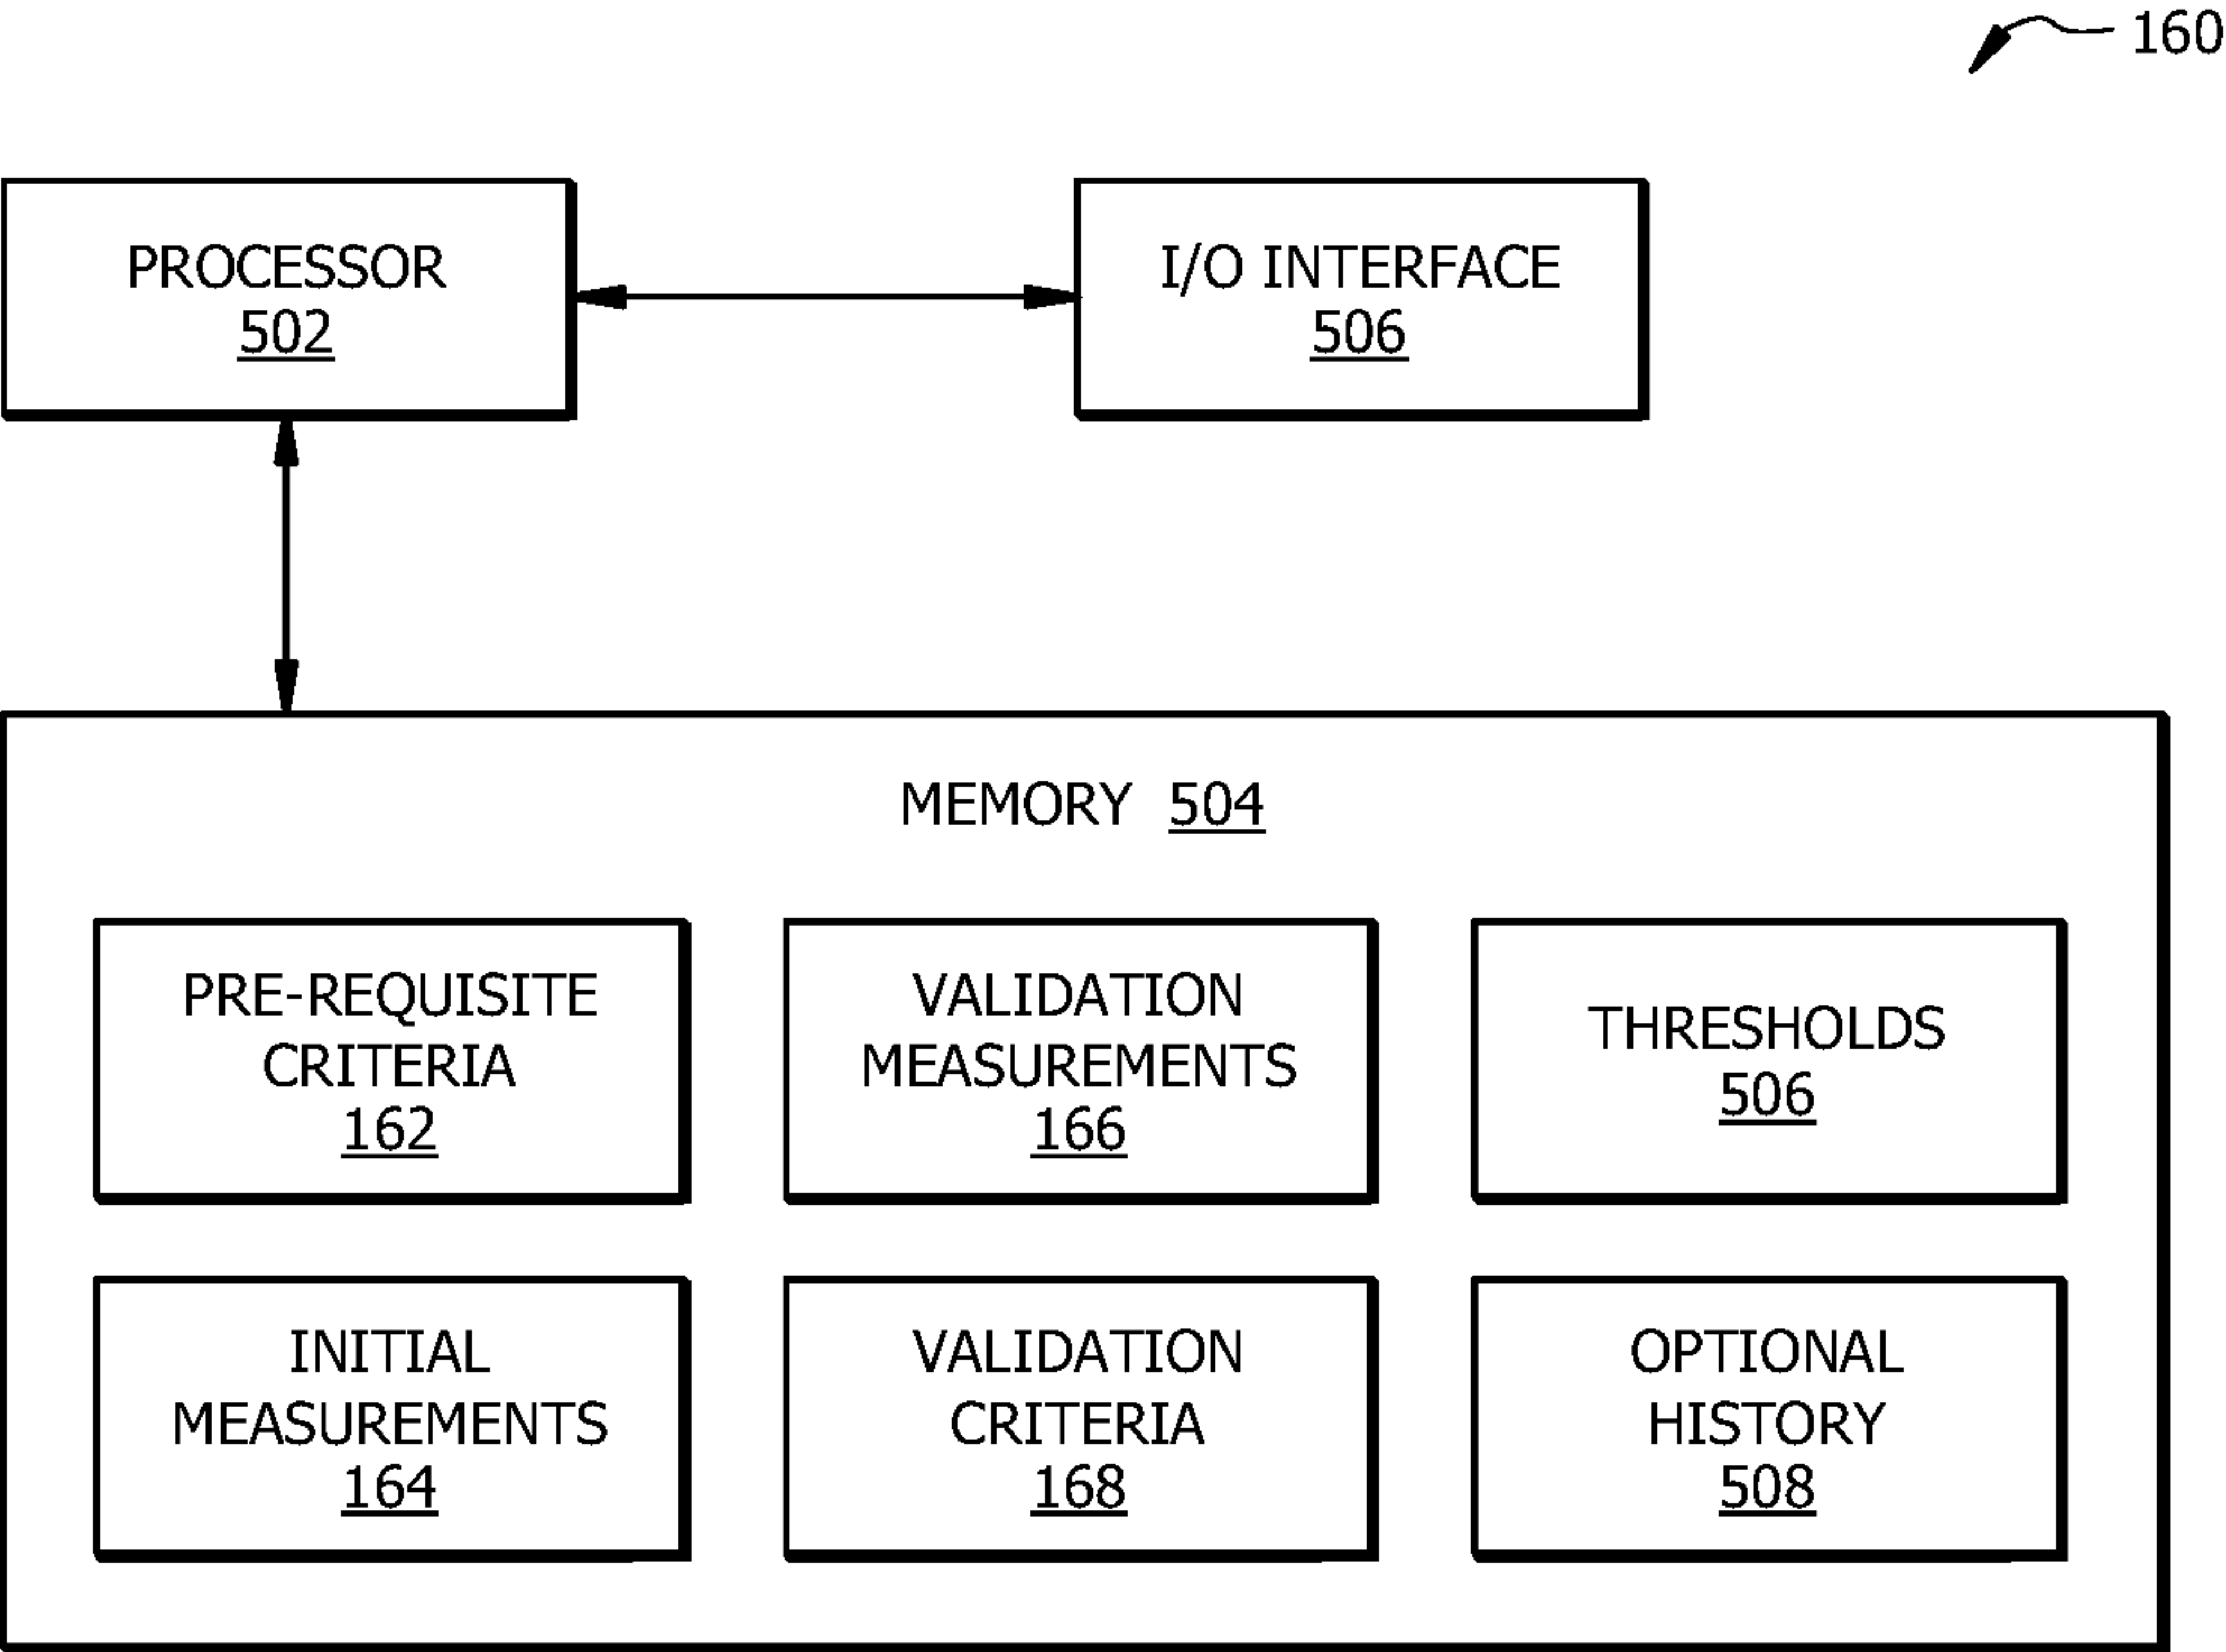 160
PROCESSOR
502
I/O INTERFACE
506
MEMORY 504
PRE-REQUISITE
CRITERIA
162
VALIDATION
MEASUREMENTS
166
THRESHOLDS
506
INITIAL
MEASUREMENTS
164
VALIDATION
CRITERIA
168
OPTIONAL
HISTORY
508